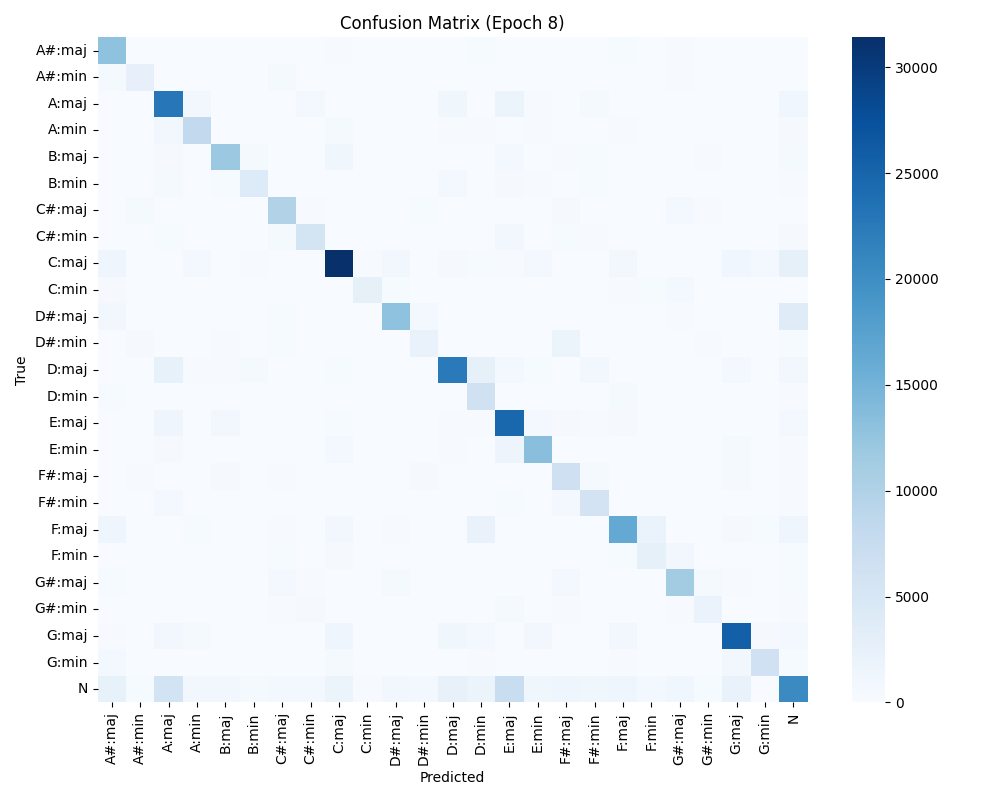 Confusion Matrix (Epoch 8)
True
A#:maj
A#:min
A:maj
A:min
B:maj
B:min
C#:maj
C#:min
C:maj
C:min
D#:maj
D#:min
D:maj
D:min
E:maj
E:min
F#:maj
F#:min
F:maj
F:min
G#:maj
G#:min
G:maj
G:min
N
A#:maj
A#:min
A:maj
A:min
B:maj
B:min
C#:maj
C#:min
C:maj
C:min
D#:maj
D#:min
D:maj
D:min
E:maj
E:min
F#:maj
F#:min
F:maj
F:min
G#:maj
G#:min
G:maj
G:min
N
Predicted
30000
25000
20000
15000
10000
5000
0